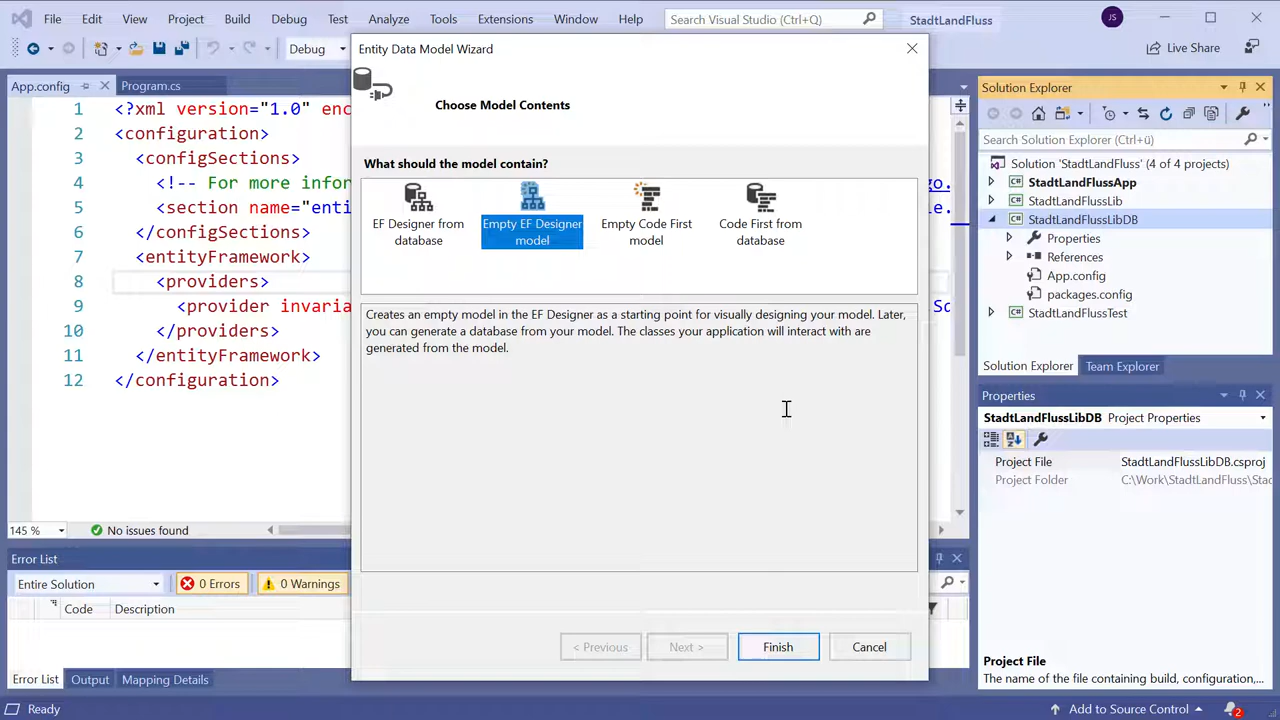 File Edit View Project Build Debug Test Analyze Tools Extensions Window Help Search Visual Studio (Ctrl+Q) StadtLandFluss JS
Debug Live Share
Entity Data Model Wizard
App.config Program.cs
Choose Model Contents
What should the model contain?
EF Designer from database
Empty EF Designer model
Empty Code First model
Code First from database
Creates an empty model in the EF Designer as a starting point for visually designing your model. Later,
you can generate a database from your model. The classes your application will interact with are
generated from the model.
< Previous Next > Finish Cancel
1 <?xml version="1.0" enc
2 <configuration>
3 <configSections>
4 <!-- For more infor go.
5 <section name="enti e.
6 </configSections>
7 <entityFramework>
8 <providers>
9 <provider invaria Sq
10 </providers>
11 </entityFramework>
12 </configuration>
145 % No issues found
Error List
Entire Solution 0 Errors 0 Warnings
Code Description
Error List Output Mapping Details
Solution Explorer
Search Solution Explorer (Ctrl+ü)
Solution 'StadtLandFluss' (4 of 4 projects)
StadtLandFlussApp
StadtLandFlussLib
StadtLandFlussLibDB
Properties
References
App.config
packages.config
StadtLandFlussTest
Solution Explorer Team Explorer
Properties
StadtLandFlussLibDB Project Properties
Project File StadtLandFlussLibDB.csproj
Project Folder C:\Work\StadtLandFluss\Stad
Project File
The name of the file containing build, configuration,...
Ready Add to Source Control 2